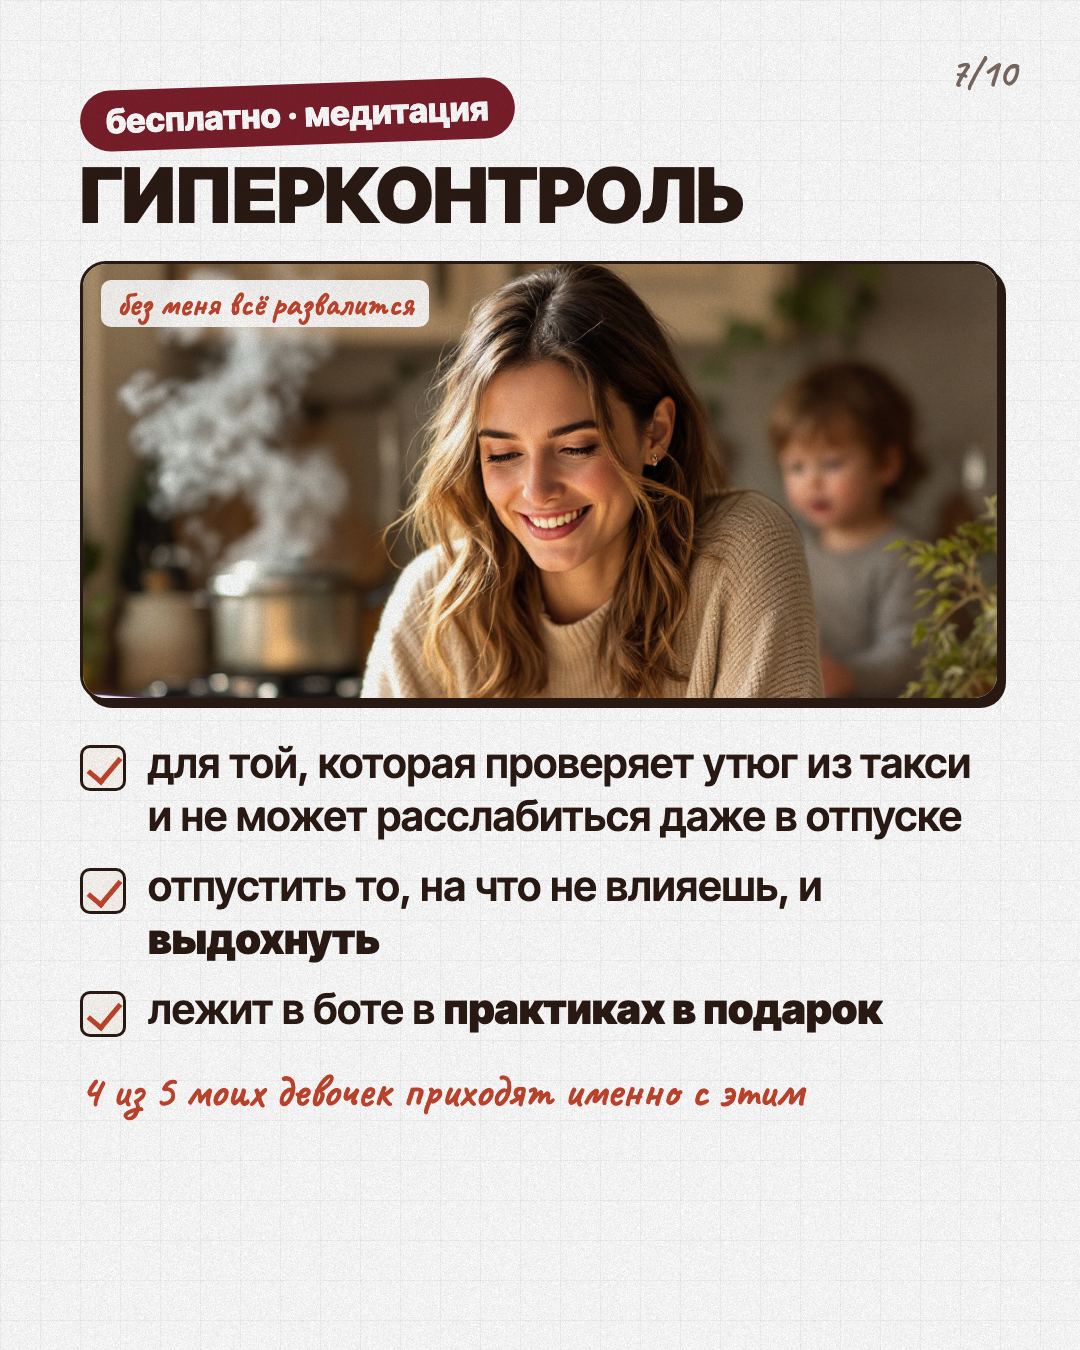 7/10
бесплатно · медитация
ГИПЕРКОНТРОЛЬ
без меня всё развалится
для той, которая проверяет утюг из такси
и не может расслабиться даже в отпуске
отпустить то, на что не влияешь, и
выдохнуть
лежит в боте в практиках в подарок
4 из 5 моих девочек приходят именно с этим